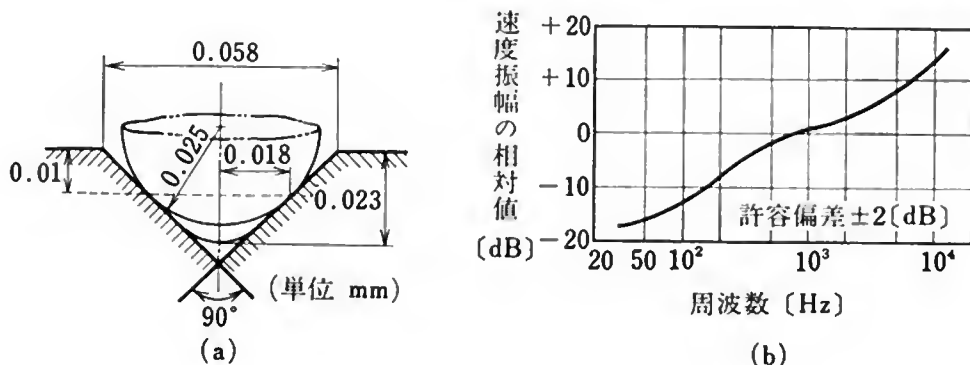 0.058
0.025
0.018
0.01
0.023
(単位 mm)
90°
(a)
速度振幅の相対値
〔dB〕
+20
+10
0
−10
−20
許容偏差±2〔dB〕
20 50 10² 10³ 10⁴
周波数〔Hz〕
(b)